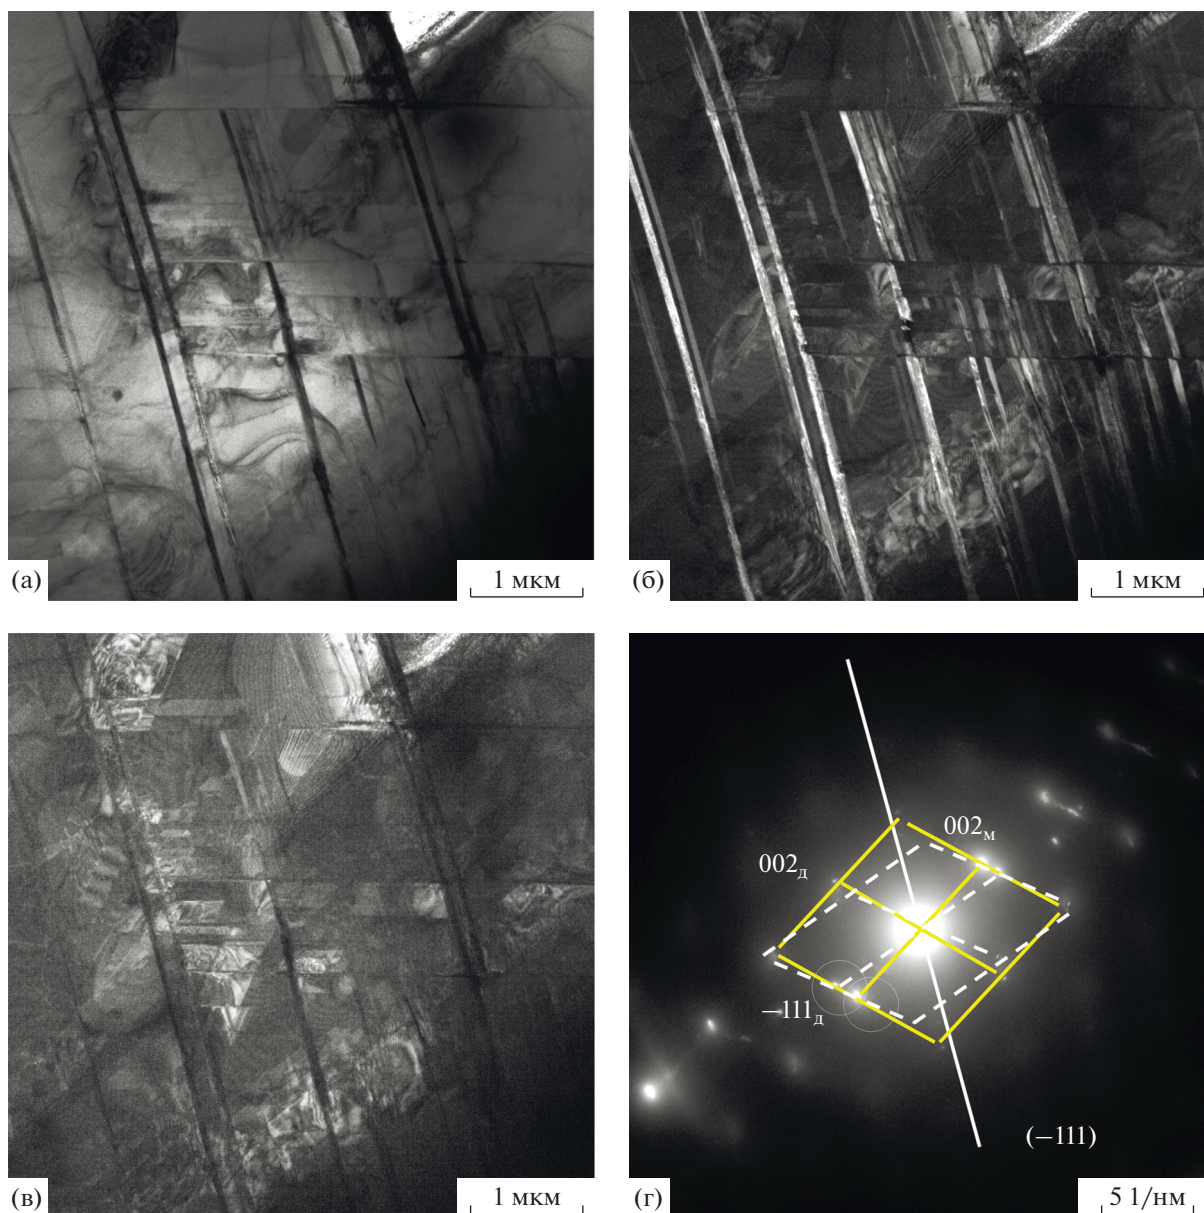 (а)
1 мкм
(б)
1 мкм
(в)
1 мкм
002м
002д
–111д
(–111)
(г)
5 1/нм